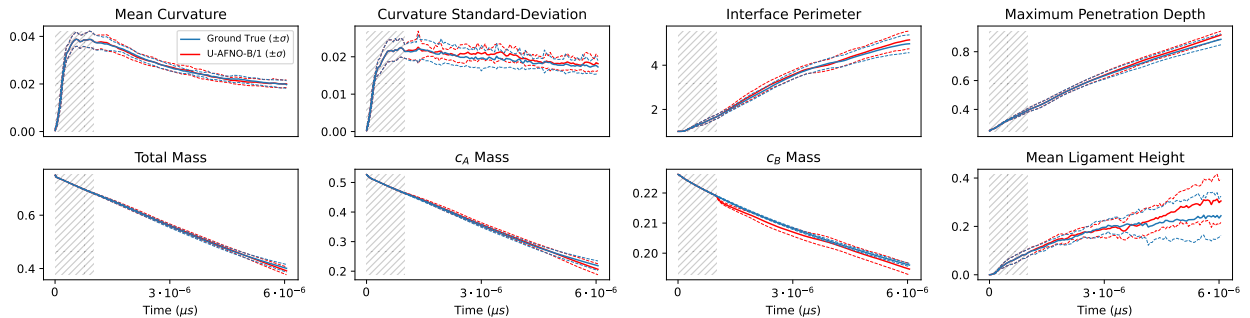 Mean Curvature
Curvature Standard-Deviation
Interface Perimeter
Maximum Penetration Depth
0.04
0.02
0.00
Ground True (±σ)
U-AFNO-B/1 (±σ)
0.02
0.01
0.00
4
2
0.8
0.6
0.4
Total Mass
c_A Mass
c_B Mass
Mean Ligament Height
0.6
0.4
0.5
0.4
0.3
0.2
0.22
0.21
0.20
0.4
0.2
0.0
0
3·10⁻⁶
6·10⁻⁶
0
3·10⁻⁶
6·10⁻⁶
0
3·10⁻⁶
6·10⁻⁶
0
3·10⁻⁶
6·10⁻⁶
Time (μs)
Time (μs)
Time (μs)
Time (μs)